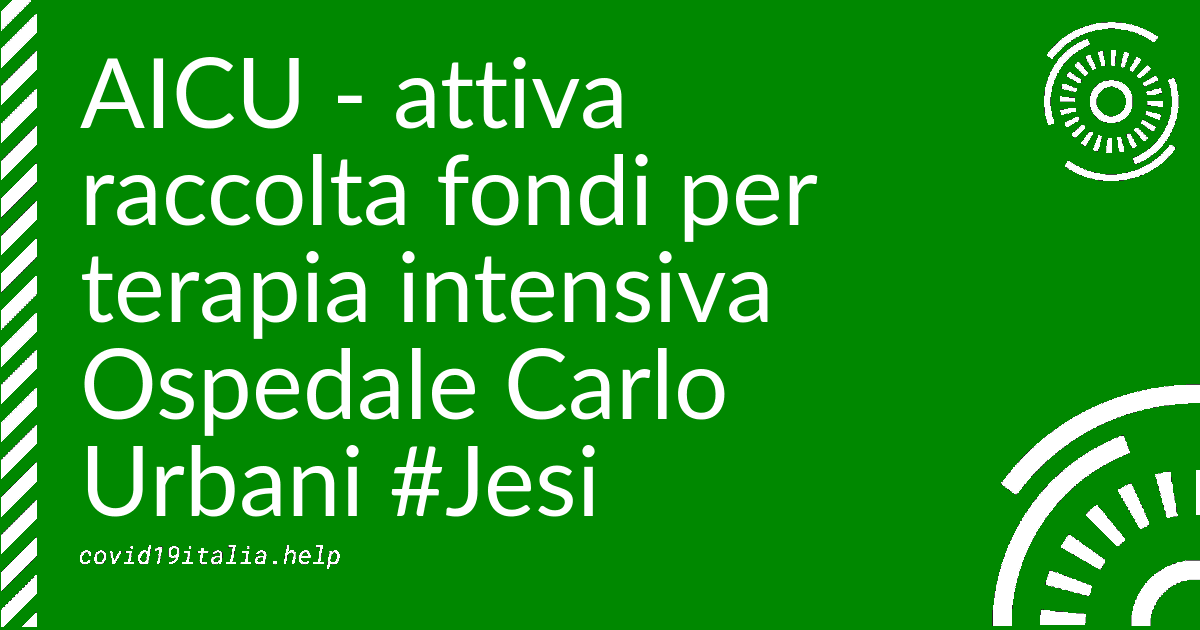 AICU - attiva
raccolta fondi per
terapia intensiva
Ospedale Carlo
Urbani #Jesi
covid19italia.help